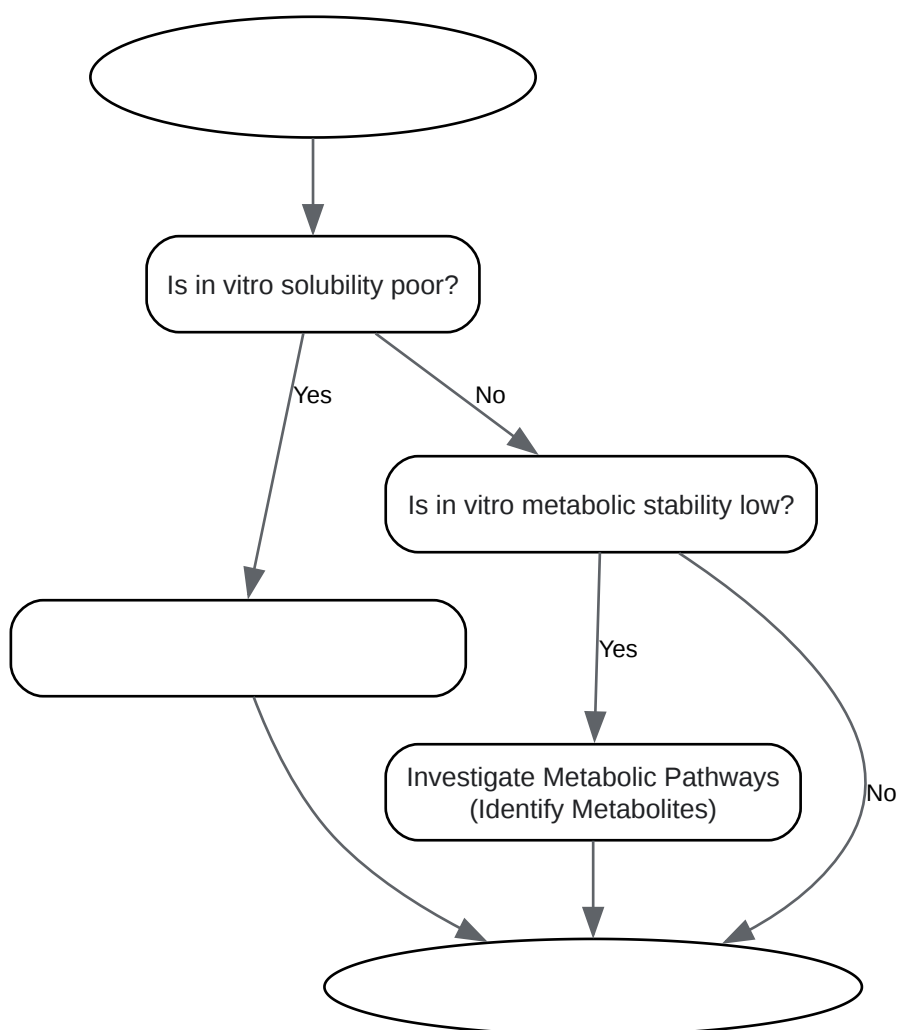 Is in vitro solubility poor?
Yes
No
Is in vitro metabolic stability low?
Yes
Investigate Metabolic Pathways
(Identify Metabolites)
No